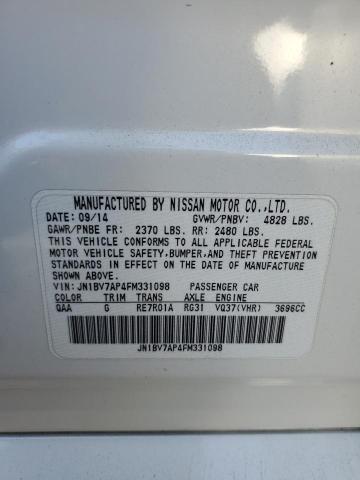 MANUFACTURED BY NISSAN MOTOR CO.,LTD.
DATE: 09/14 GVWR/PNBV: 4828 LBS.
GAWR/PNBE FR: 2370 LBS. RR: 2480 LBS.
THIS VEHICLE CONFORMS TO ALL APPLICABLE FEDERAL
MOTOR VEHICLE SAFETY,BUMPER,AND THEFT PREVENTION
STANDARDS IN EFFECT ON THE DATE OF MANUFACTURE
SHOWN ABOVE.
VIN: JN1BV7AP4FM331098 PASSENGER CAR
COLOR TRIM TRANS AXLE ENGINE
QAA G RE7R01A RG31 VQ37(VHR) 3696CC
JN1BV7AP4FM331098